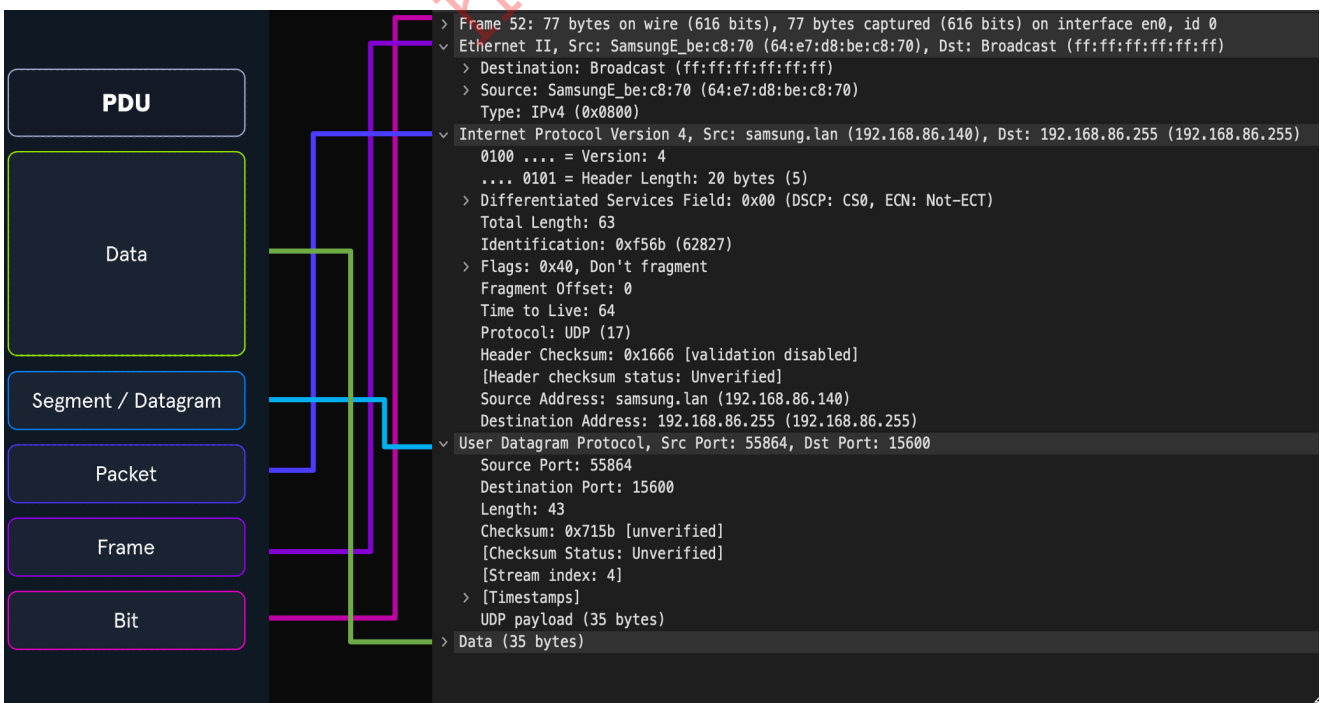 PDU
Data
Segment / Datagram
Packet
Frame
Bit
Frame 52: 77 bytes on wire (616 bits), 77 bytes captured (616 bits) on interface en0, id 0
Ethernet II, Src: SamsungE_be:c8:70 (64:e7:d8:be:c8:70), Dst: Broadcast (ff:ff:ff:ff:ff:ff)
Destination: Broadcast (ff:ff:ff:ff:ff:ff)
Source: SamsungE_be:c8:70 (64:e7:d8:be:c8:70)
Type: IPv4 (0x0800)
Internet Protocol Version 4, Src: samsung.lan (192.168.86.140), Dst: 192.168.86.255 (192.168.86.255)
0100 .... = Version: 4
.... 0101 = Header Length: 20 bytes (5)
Differentiated Services Field: 0x00 (DSCP: CS0, ECN: Not-ECT)
Total Length: 63
Identification: 0xf56b (62827)
Flags: 0x40, Don't fragment
Fragment Offset: 0
Time to Live: 64
Protocol: UDP (17)
Header Checksum: 0x1666 [validation disabled]
[Header checksum status: Unverified]
Source Address: samsung.lan (192.168.86.140)
Destination Address: 192.168.86.255 (192.168.86.255)
User Datagram Protocol, Src Port: 55864, Dst Port: 15600
Source Port: 55864
Destination Port: 15600
Length: 43
Checksum: 0x715b [unverified]
[Checksum Status: Unverified]
[Stream index: 4]
[Timestamps]
UDP payload (35 bytes)
Data (35 bytes)